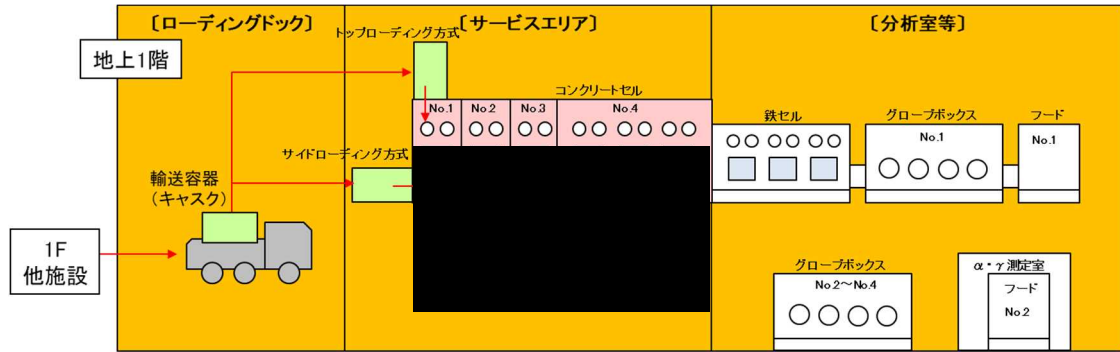 〔ローディングドック〕
〔サービスエリア〕
〔分析室等〕
地上1階
トップローディング方式
コンクリートセル
No.1
No.2
No.3
No.4
鉄セル
グローブボックス
No.1
フード
No.1
サイドローディング方式
輸送容器
（キャスク）
1F
他施設
グローブボックス
No.2～No.4
α・γ測定室
フード
No.2